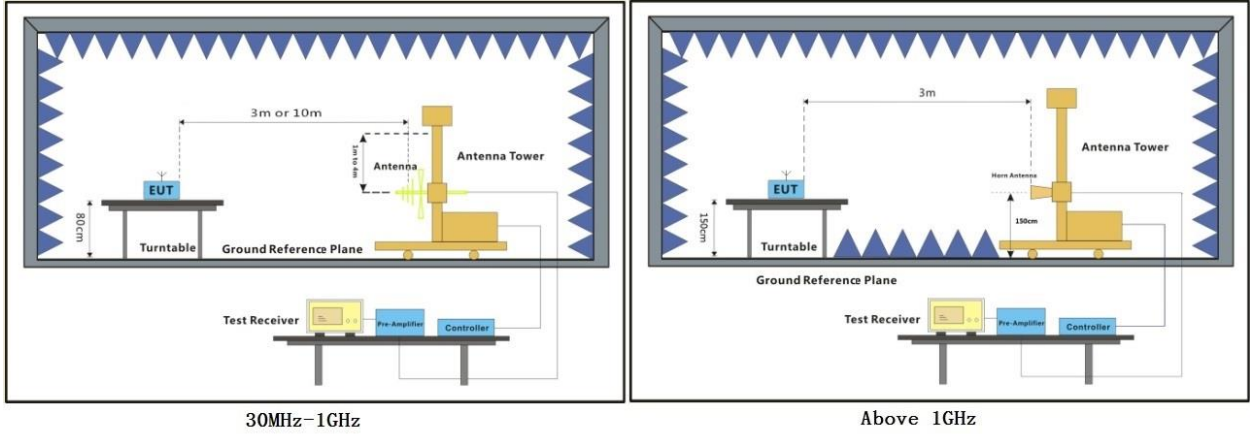 3m or 10m
1m to 4m
Antenna
Antenna Tower
EUT
80cm
Turntable
Ground Reference Plane
Test Receiver
Pre-Amplifier
Controller
30MHz-1GHz
3m
Antenna Tower
Horn Antenna
EUT
150cm
150cm
Turntable
Ground Reference Plane
Test Receiver
Pre-Amplifier
Controller
Above 1GHz